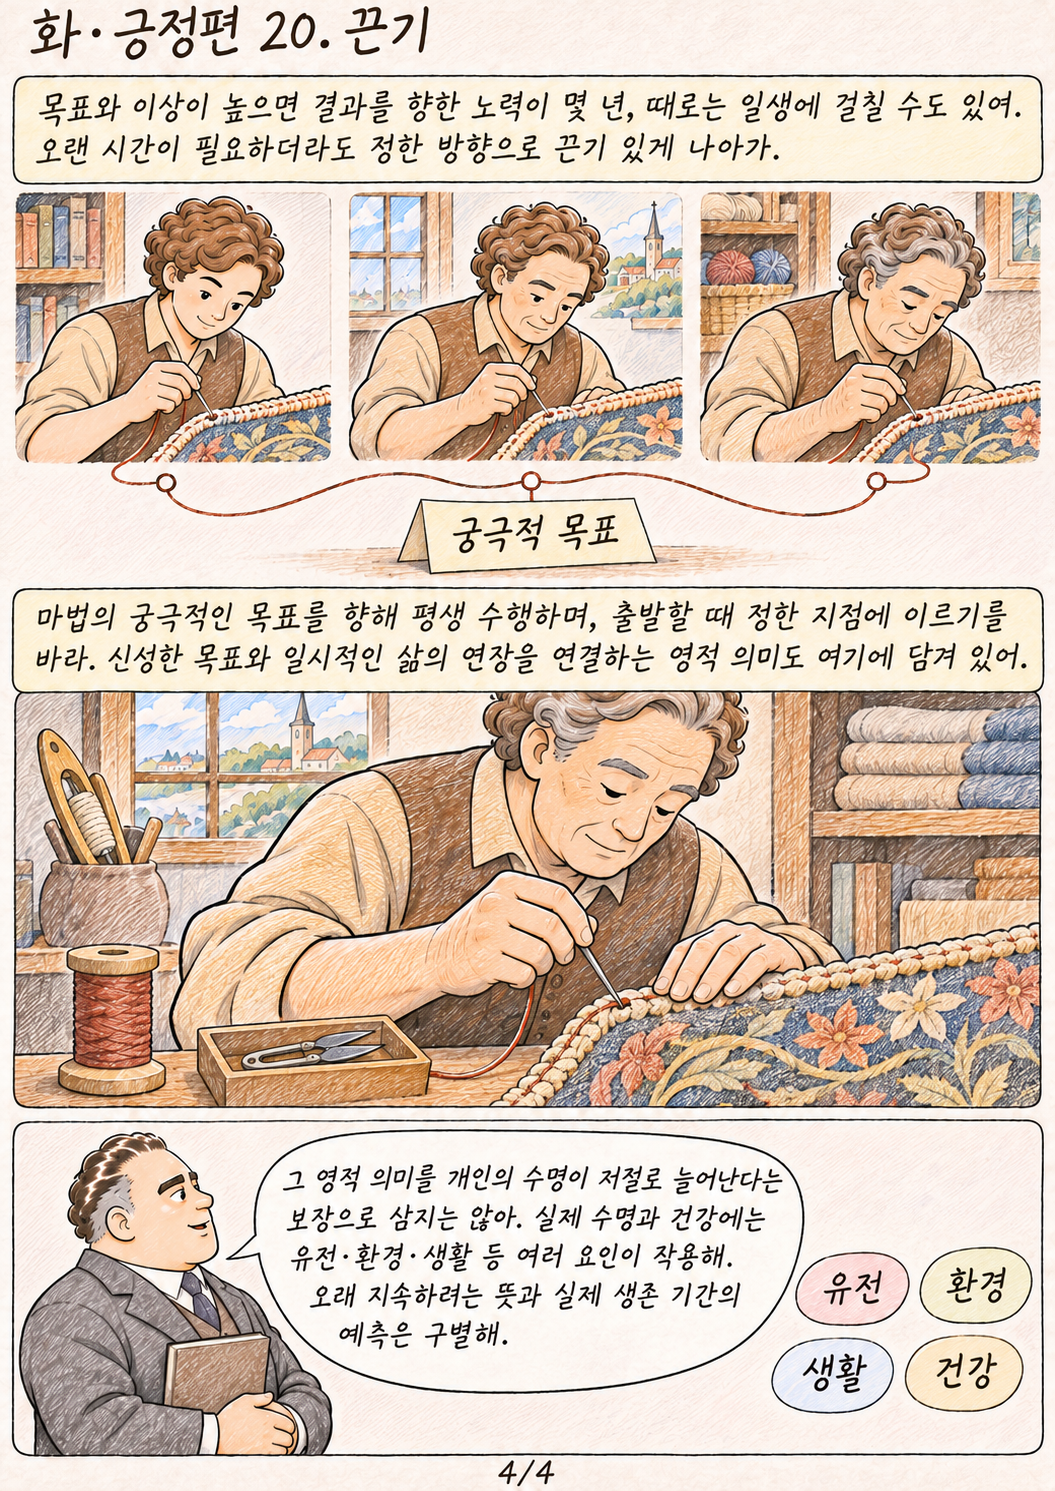 화·긍정편 20. 끈기
목표와 이상이 높으면 결과를 향한 노력이 몇 년, 때로는 일생에 걸칠 수도 있어.
오랜 시간이 필요하더라도 정한 방향으로 끈기 있게 나아가.
궁극적 목표
마법의 궁극적인 목표를 향해 평생 수행하며, 출발할 때 정한 지점에 이르기를
바라. 신성한 목표와 일시적인 삶의 연장을 연결하는 영적 의미도 여기에 담겨 있어.
그 영적 의미를 개인의 수명이 저절로 늘어난다는
보장으로 삼지는 않아. 실제 수명과 건강에는
유전·환경·생활 등 여러 요인이 작용해.
오래 지속하려는 뜻과 실제 생존 기간의
예측은 구별해.
유전
환경
생활
건강
4/4